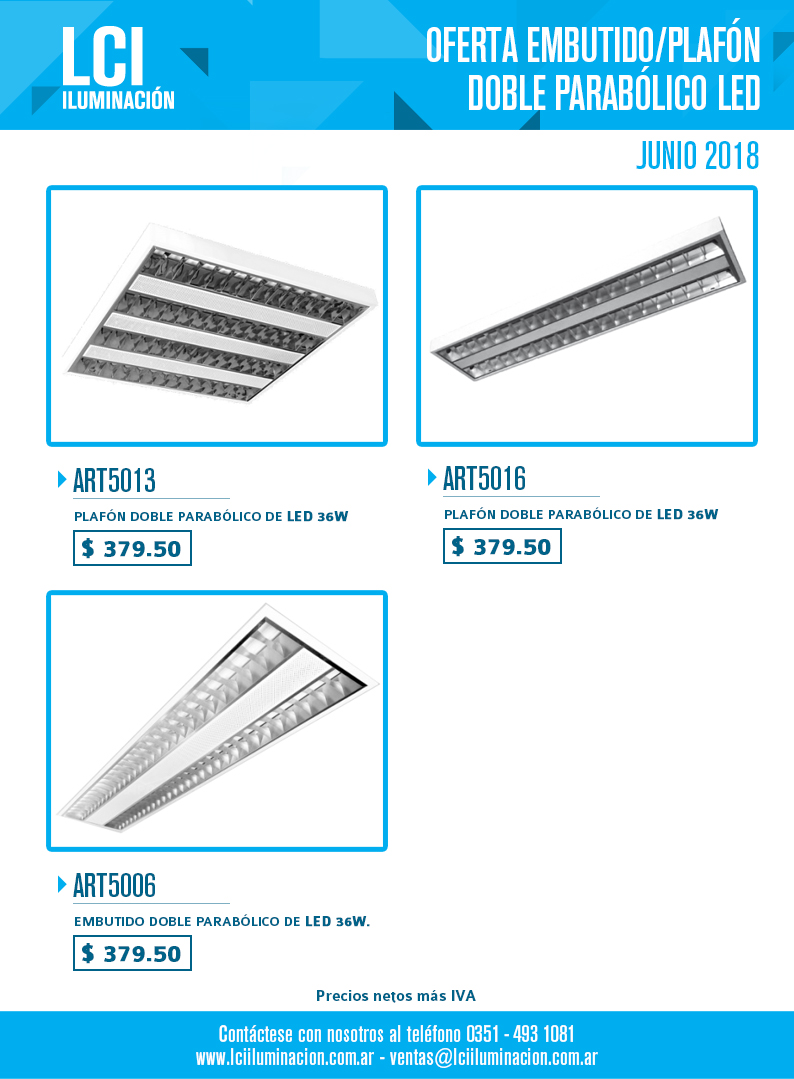 LCI
ILUMINACIÓN
OFERTA EMBUTIDO/PLAFÓN
DOBLE PARABÓLICO LED
JUNIO 2018
ART5013
PLAFÓN DOBLE PARABÓLICO DE LED 36W
$ 379.50
ART5016
PLAFÓN DOBLE PARABÓLICO DE LED 36W
$ 379.50
ART5006
EMBUTIDO DOBLE PARABÓLICO DE LED 36W.
$ 379.50
Precios netos más IVA
Contáctese con nosotros al teléfono 0351 - 493 1081
www.lciiluminacion.com.ar - ventas@lciiluminacion.com.ar